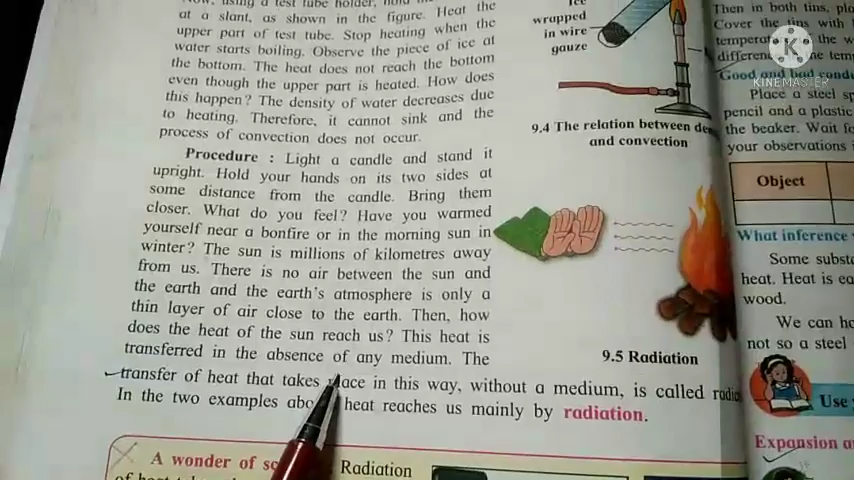 Now, using a test tube holder, hold
at a slant, as shown in the figure. Heat the
upper part of test tube. Stop heating when the
water starts boiling. Observe the piece of ice at
the bottom. The heat does not reach the bottom
even though the upper part is heated. How does
this happen? The density of water decreases due
to heating. Therefore, it cannot sink and the
process of convection does not occur.
Procedure : Light a candle and stand it
upright. Hold your hands on its two sides at
some distance from the candle. Bring them
closer. What do you feel? Have you warmed
yourself near a bonfire or in the morning sun in
winter? The sun is millions of kilometres away
from us. There is no air between the sun and
the earth and the earth's atmosphere is only a
thin layer of air close to the earth. Then, how
does the heat of the sun reach us? This heat is
transferred in the absence of any medium. The
transfer of heat that takes place in this way, without a medium, is called
In the two examples heat reaches us mainly by radiation.
A wonder of Radiation
Ice
wrapped
in wire
gauze
9.4 The relation between
and convection
9.5 Radiation
Then in both tins,
Cover the tins with
the
the
Good and bad
Place a steel
pencil and a plastic
the beaker. Wait
your observations
Object
What inference
Some
heat. Heat is
wood.
We can
not so a steel
Use
Expansion
KINEMASTER